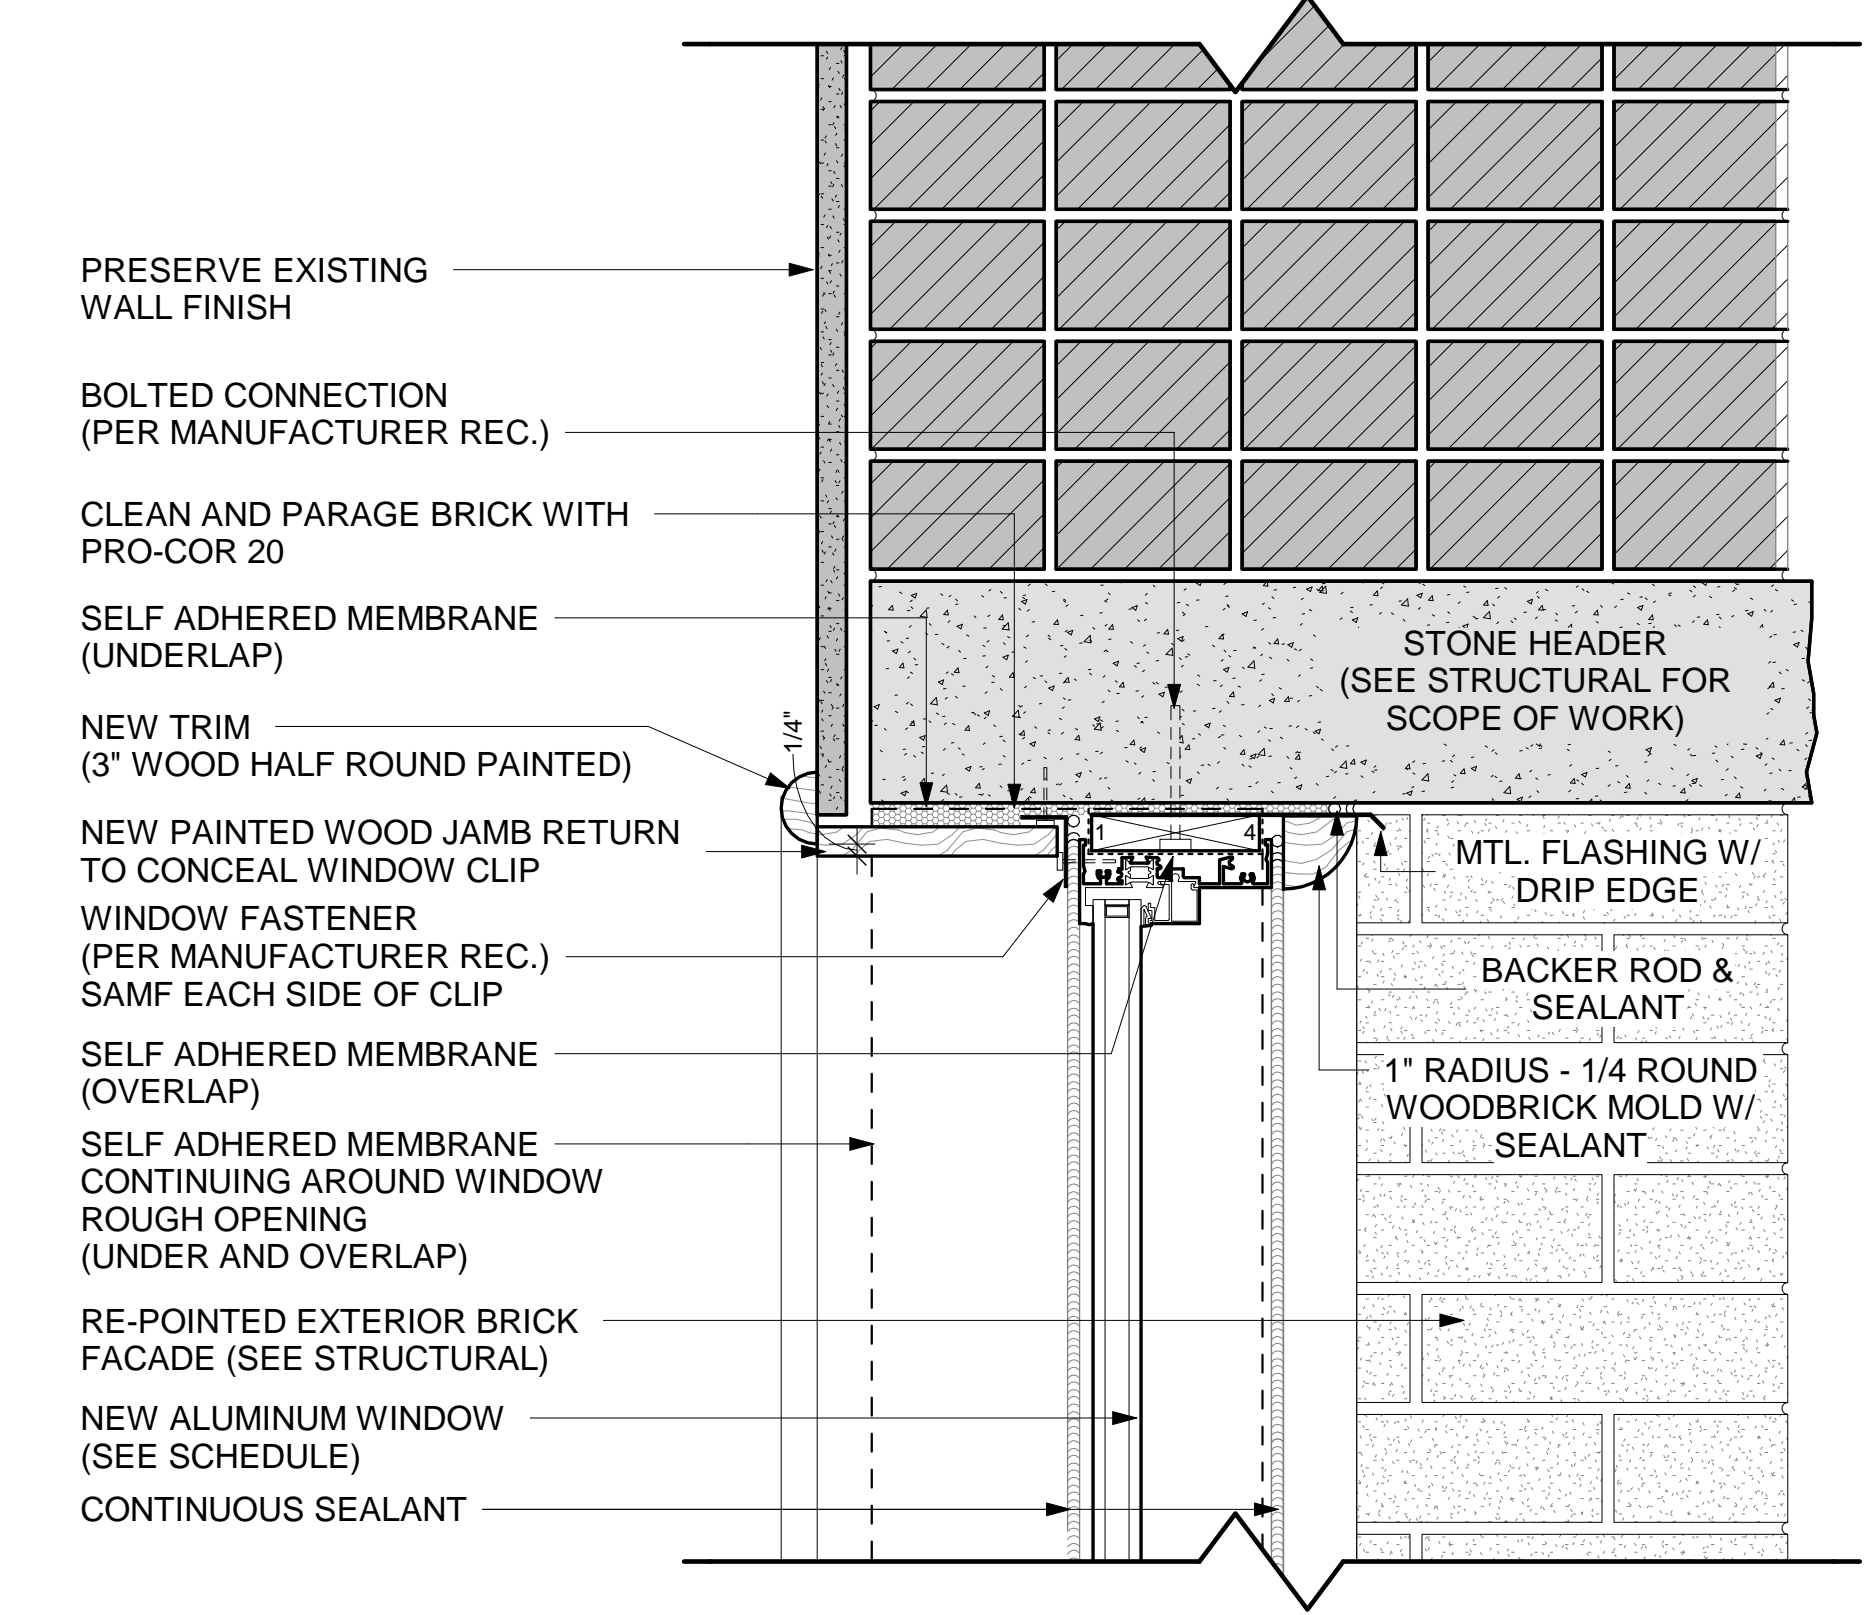 PRESERVE EXISTING
WALL FINISH
BOLTED CONNECTION
(PER MANUFACTURER REC.)
CLEAN AND PARAGE BRICK WITH
PRO-COR 20
SELF ADHERED MEMBRANE
(UNDERLAP)
NEW TRIM
(3" WOOD HALF ROUND PAINTED)
1/4"
NEW PAINTED WOOD JAMB RETURN
TO CONCEAL WINDOW CLIP
WINDOW FASTENER
(PER MANUFACTURER REC.)
SAMF EACH SIDE OF CLIP
SELF ADHERED MEMBRANE
(OVERLAP)
SELF ADHERED MEMBRANE
CONTINUING AROUND WINDOW
ROUGH OPENING
(UNDER AND OVERLAP)
RE-POINTED EXTERIOR BRICK
FACADE (SEE STRUCTURAL)
NEW ALUMINUM WINDOW
(SEE SCHEDULE)
CONTINUOUS SEALANT
1 4
STONE HEADER
(SEE STRUCTURAL FOR
SCOPE OF WORK)
MTL. FLASHING W/
DRIP EDGE
BACKER ROD &
SEALANT
1" RADIUS - 1/4 ROUND
WOODBRICK MOLD W/
SEALANT